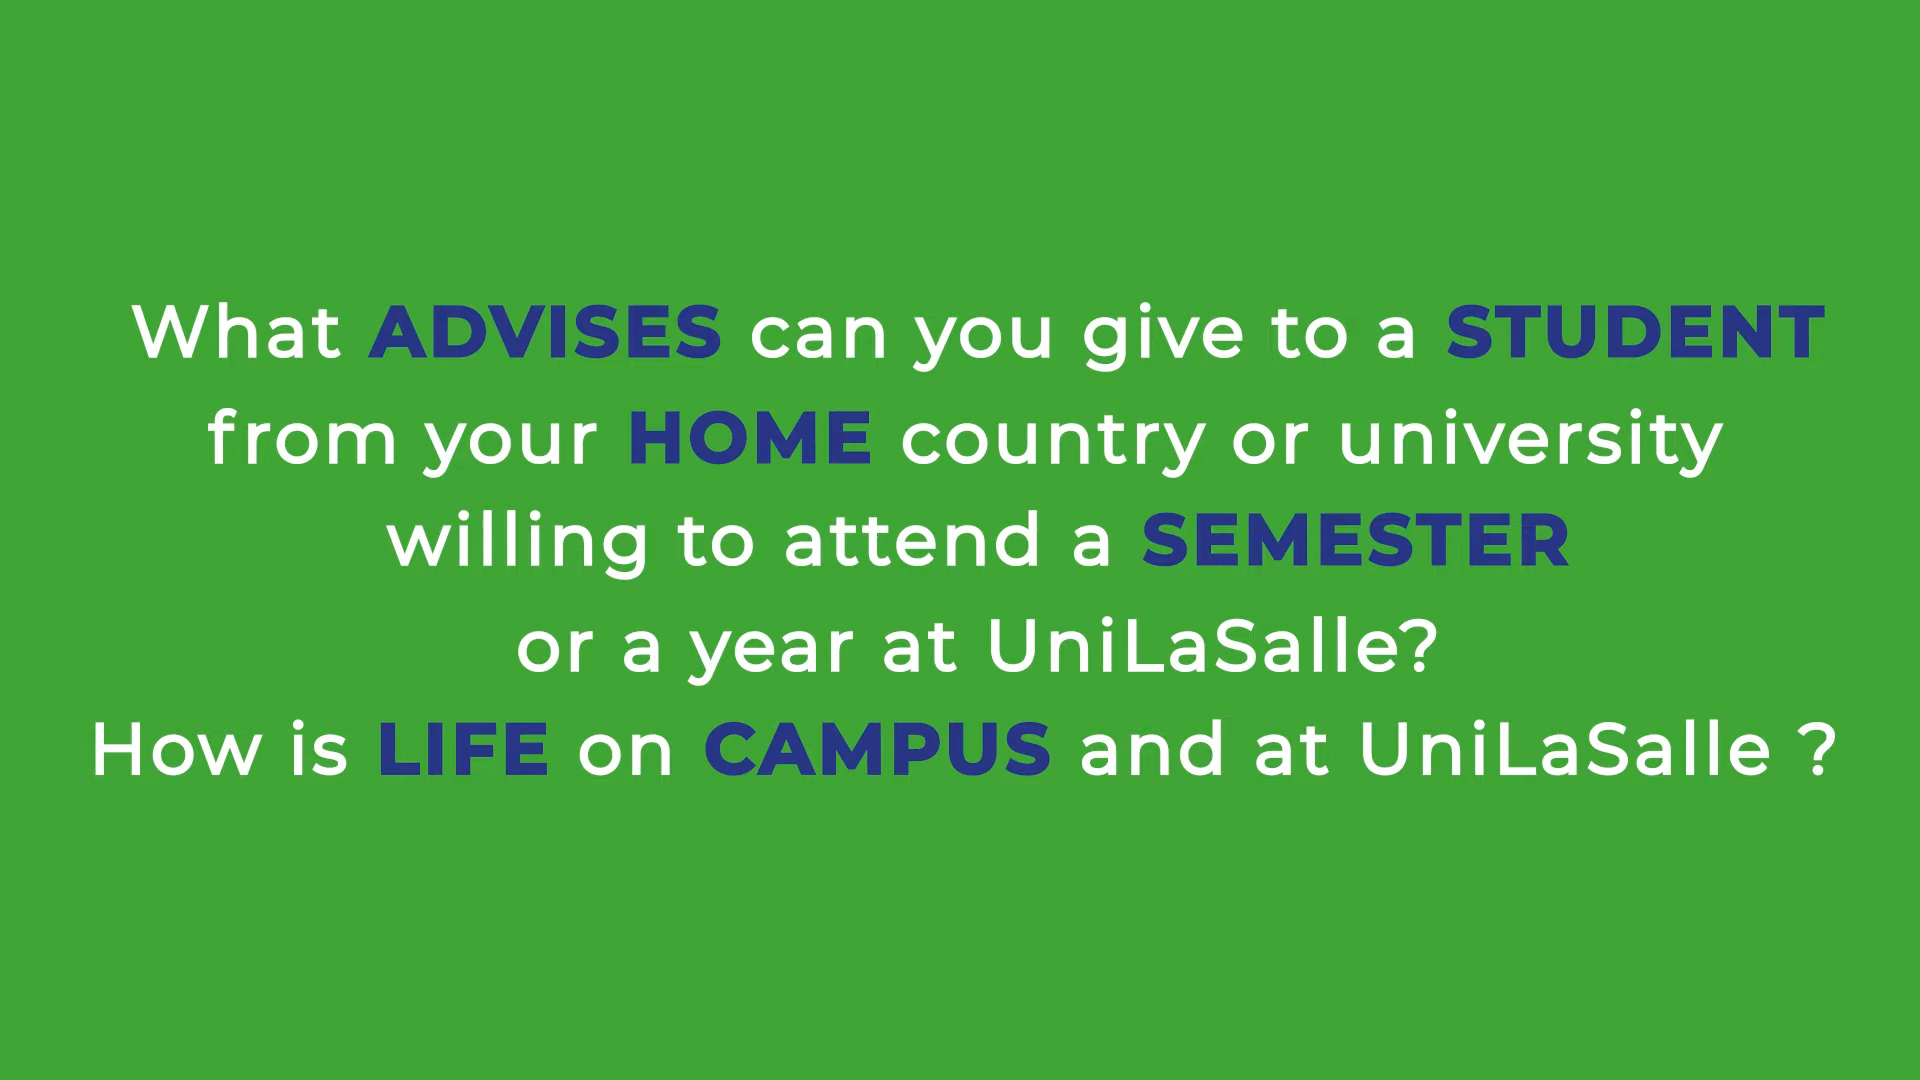 What ADVISES can you give to a STUDENT
from your HOME country or university
willing to attend a SEMESTER
or a year at UniLaSalle?
How is LIFE on CAMPUS and at UniLaSalle ?